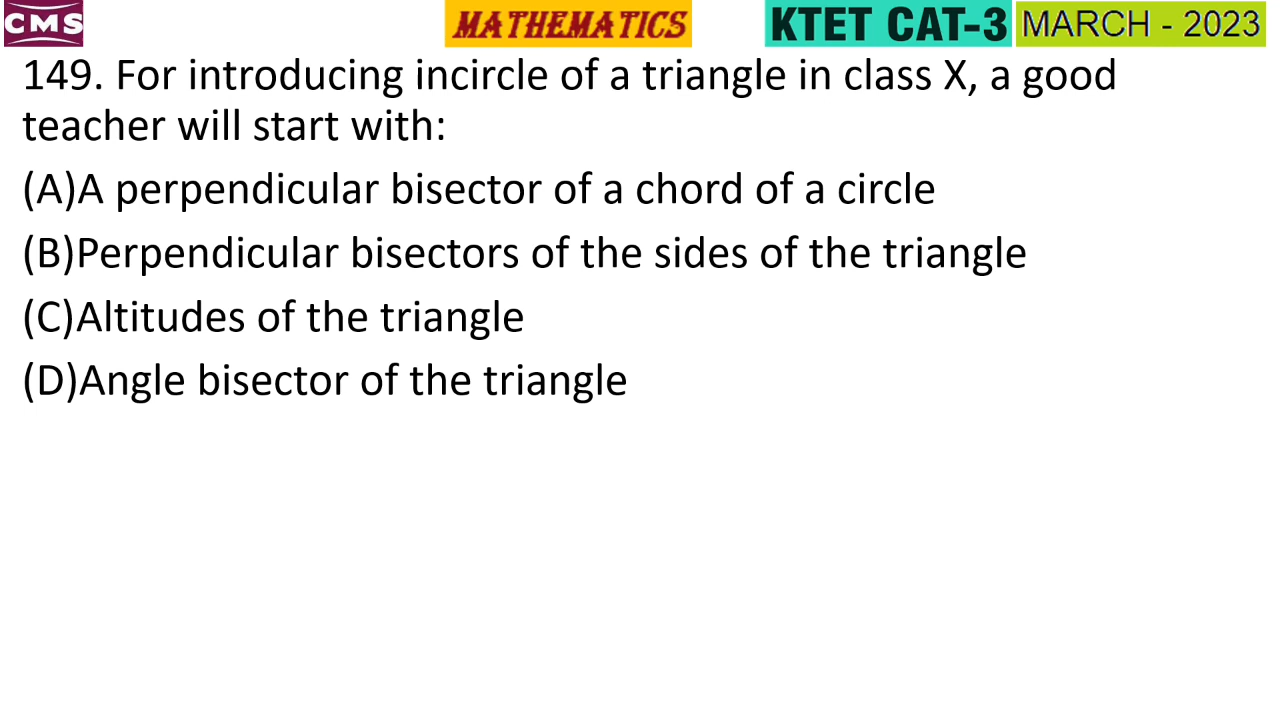 CMS MATHEMATICS KTET CAT-3 MARCH - 2023
149. For introducing incircle of a triangle in class X, a good
teacher will start with:
(A)A perpendicular bisector of a chord of a circle
(B)Perpendicular bisectors of the sides of the triangle
(C)Altitudes of the triangle
(D)Angle bisector of the triangle